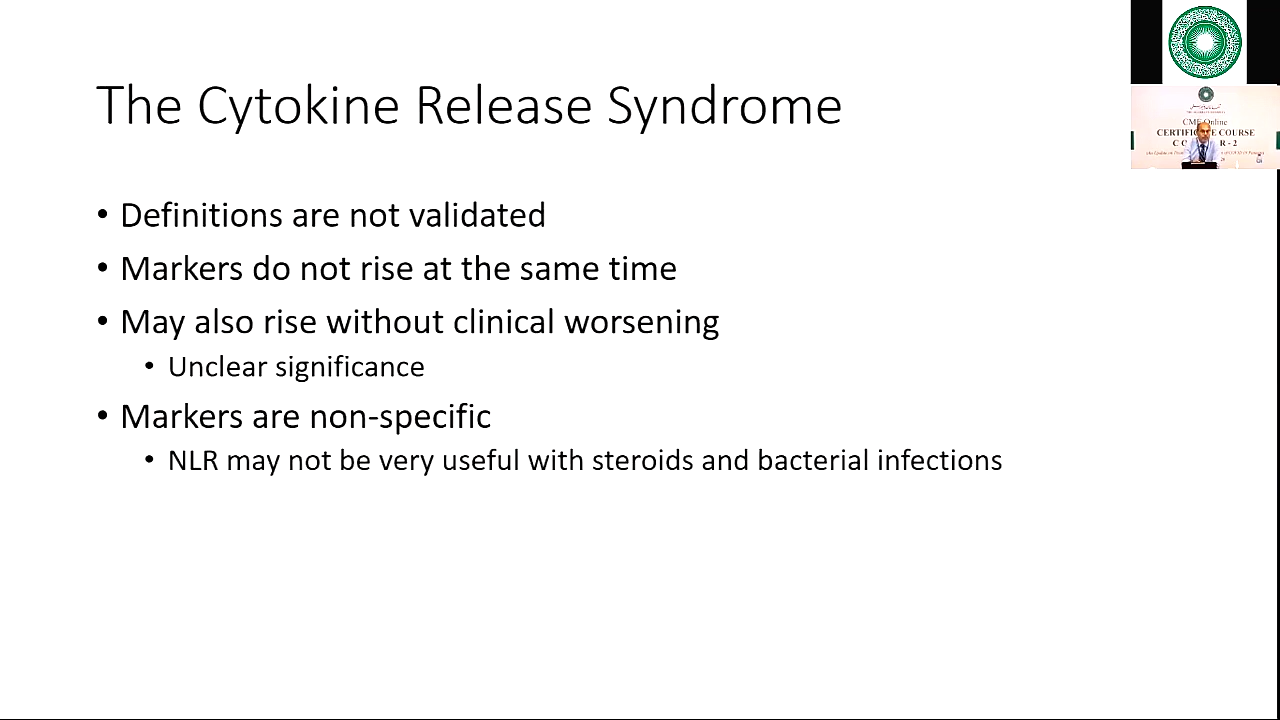 The Cytokine Release Syndrome
• Definitions are not validated
• Markers do not rise at the same time
• May also rise without clinical worsening
• Unclear significance
• Markers are non-specific
• NLR may not be very useful with steroids and bacterial infections
CME Online
COURSE